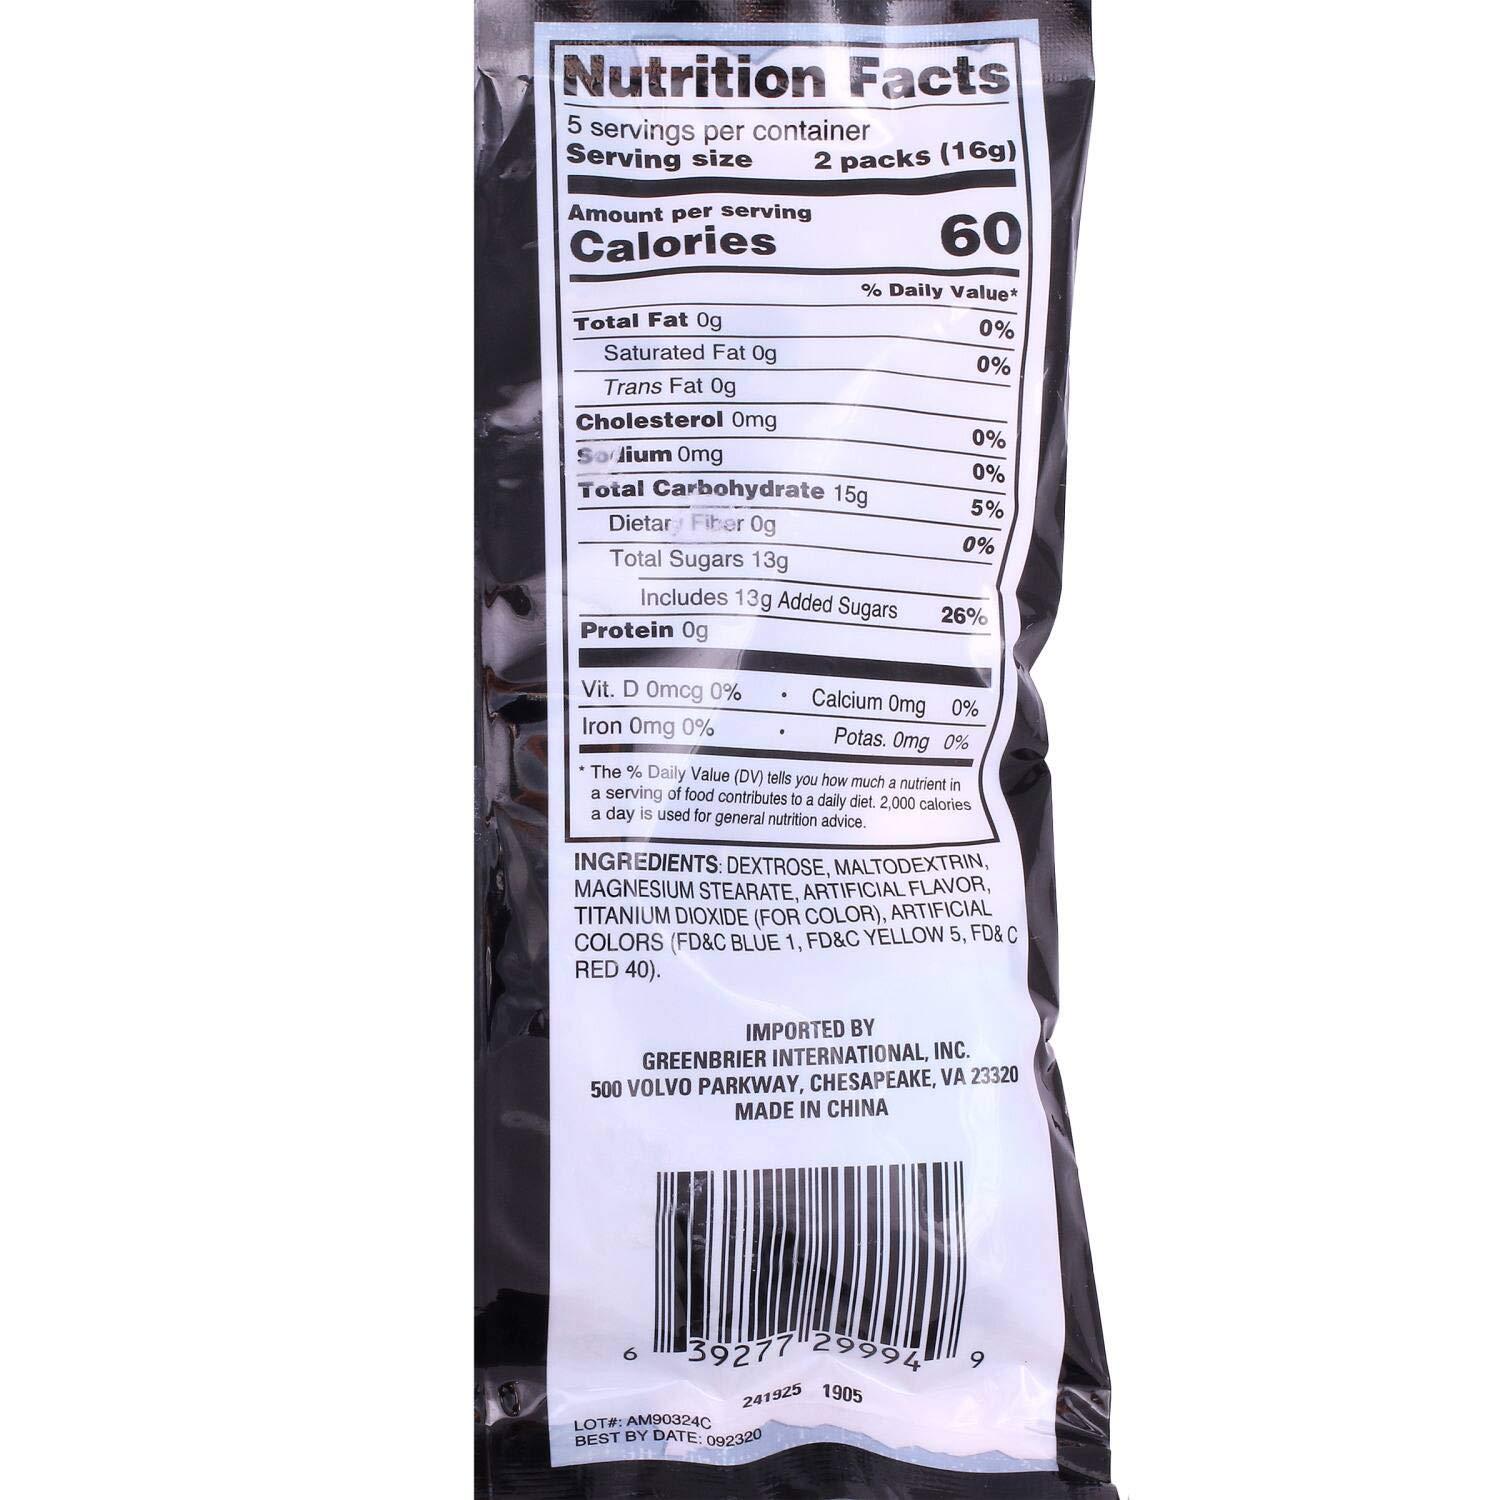 Nutrition Facts
5 servings per container
Serving size 2 packs (16g)
Amount per serving
Calories 60
% Daily Value*
Total Fat 0g 0%
Saturated Fat 0g 0%
Trans Fat 0g
Cholesterol 0mg 0%
Sodium 0mg 0%
Total Carbohydrate 15g 5%
Dietary Fiber 0g 0%
Total Sugars 13g
Includes 13g Added Sugars 26%
Protein 0g
Vit. D 0mcg 0% • Calcium 0mg 0%
Iron 0mg 0% • Potas. 0mg 0%
* The % Daily Value (DV) tells you how much a nutrient in
a serving of food contributes to a daily diet. 2,000 calories
a day is used for general nutrition advice.
INGREDIENTS: DEXTROSE, MALTODEXTRIN,
MAGNESIUM STEARATE, ARTIFICIAL FLAVOR,
TITANIUM DIOXIDE (FOR COLOR), ARTIFICIAL
COLORS (FD&C BLUE 1, FD&C YELLOW 5, FD& C
RED 40).
IMPORTED BY
GREENBRIER INTERNATIONAL, INC.
500 VOLVO PARKWAY, CHESAPEAKE, VA 23320
MADE IN CHINA
6 39277 29994 9
241925 1905
LOT#: AM90324C
BEST BY DATE: 092320